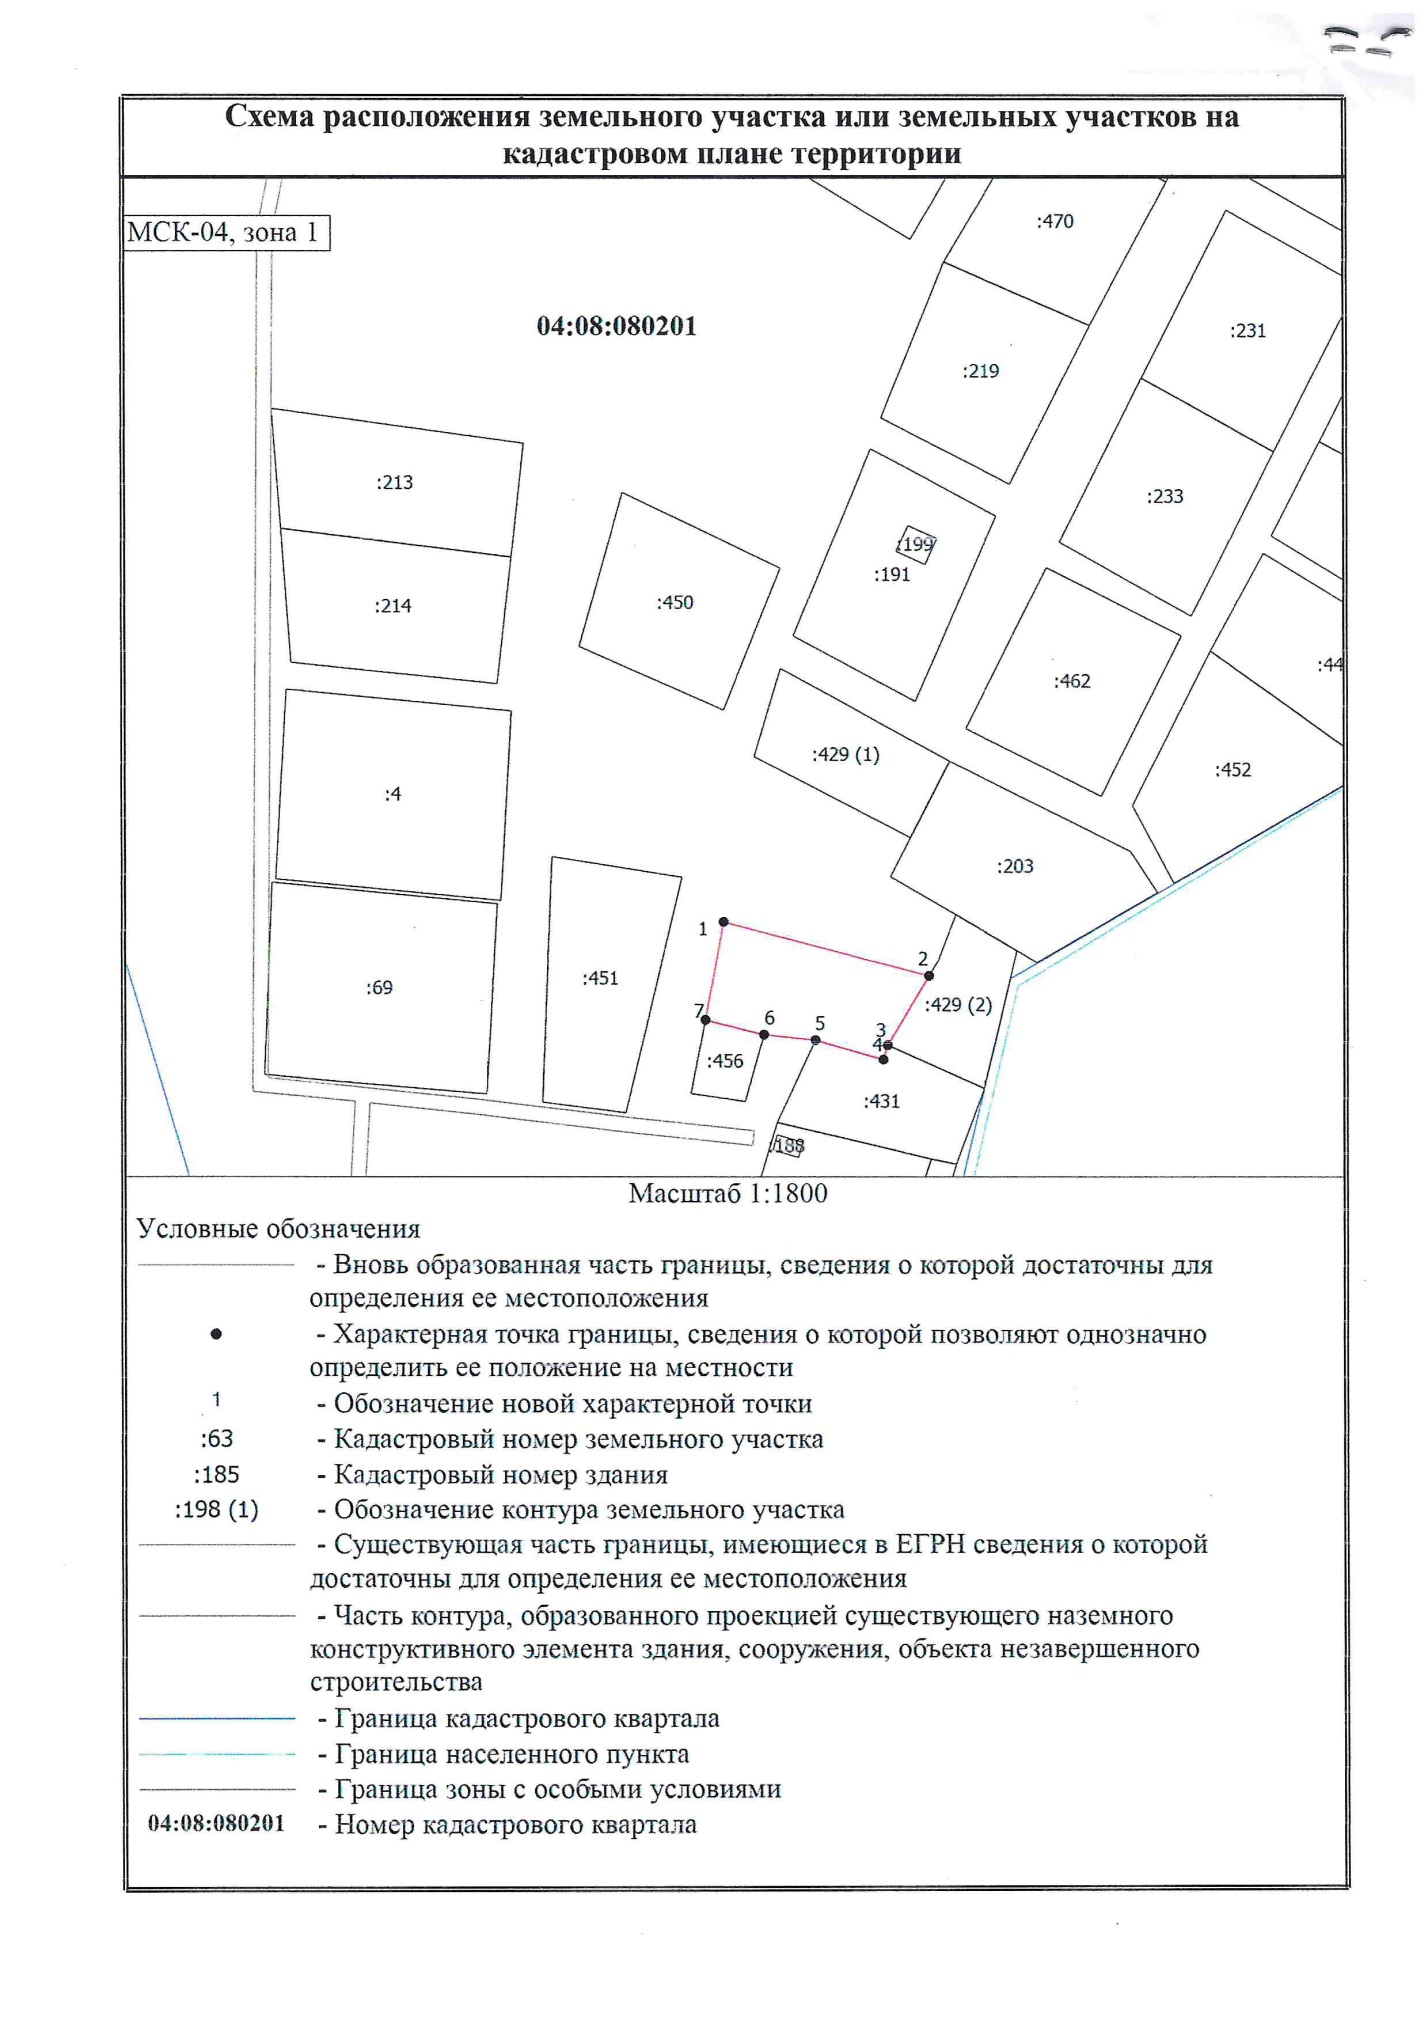 Схема расположения земельного участка или земельных участков на
кадастровом плане территории
МСК-04, зона 1
:470
04:08:080201
:231
:219
:213
:233
:199
:191
:214
:450
:462
:44
:429 (1)
:452
:4
:203
1
2
:451
:69
:429 (2)
7
6
5
3
4
:456
:431
:188
Масштаб 1:1800
Условные обозначения
- Вновь образованная часть границы, сведения о которой достаточны для
определения ее местоположения
- Характерная точка границы, сведения о которой позволяют однозначно
определить ее положение на местности
1 - Обозначение новой характерной точки
:63 - Кадастровый номер земельного участка
:185 - Кадастровый номер здания
:198 (1) - Обозначение контура земельного участка
- Существующая часть границы, имеющиеся в ЕГРН сведения о которой
достаточны для определения ее местоположения
- Часть контура, образованного проекцией существующего наземного
конструктивного элемента здания, сооружения, объекта незавершенного
строительства
- Граница кадастрового квартала
- Граница населенного пункта
- Граница зоны с особыми условиями
04:08:080201 - Номер кадастрового квартала